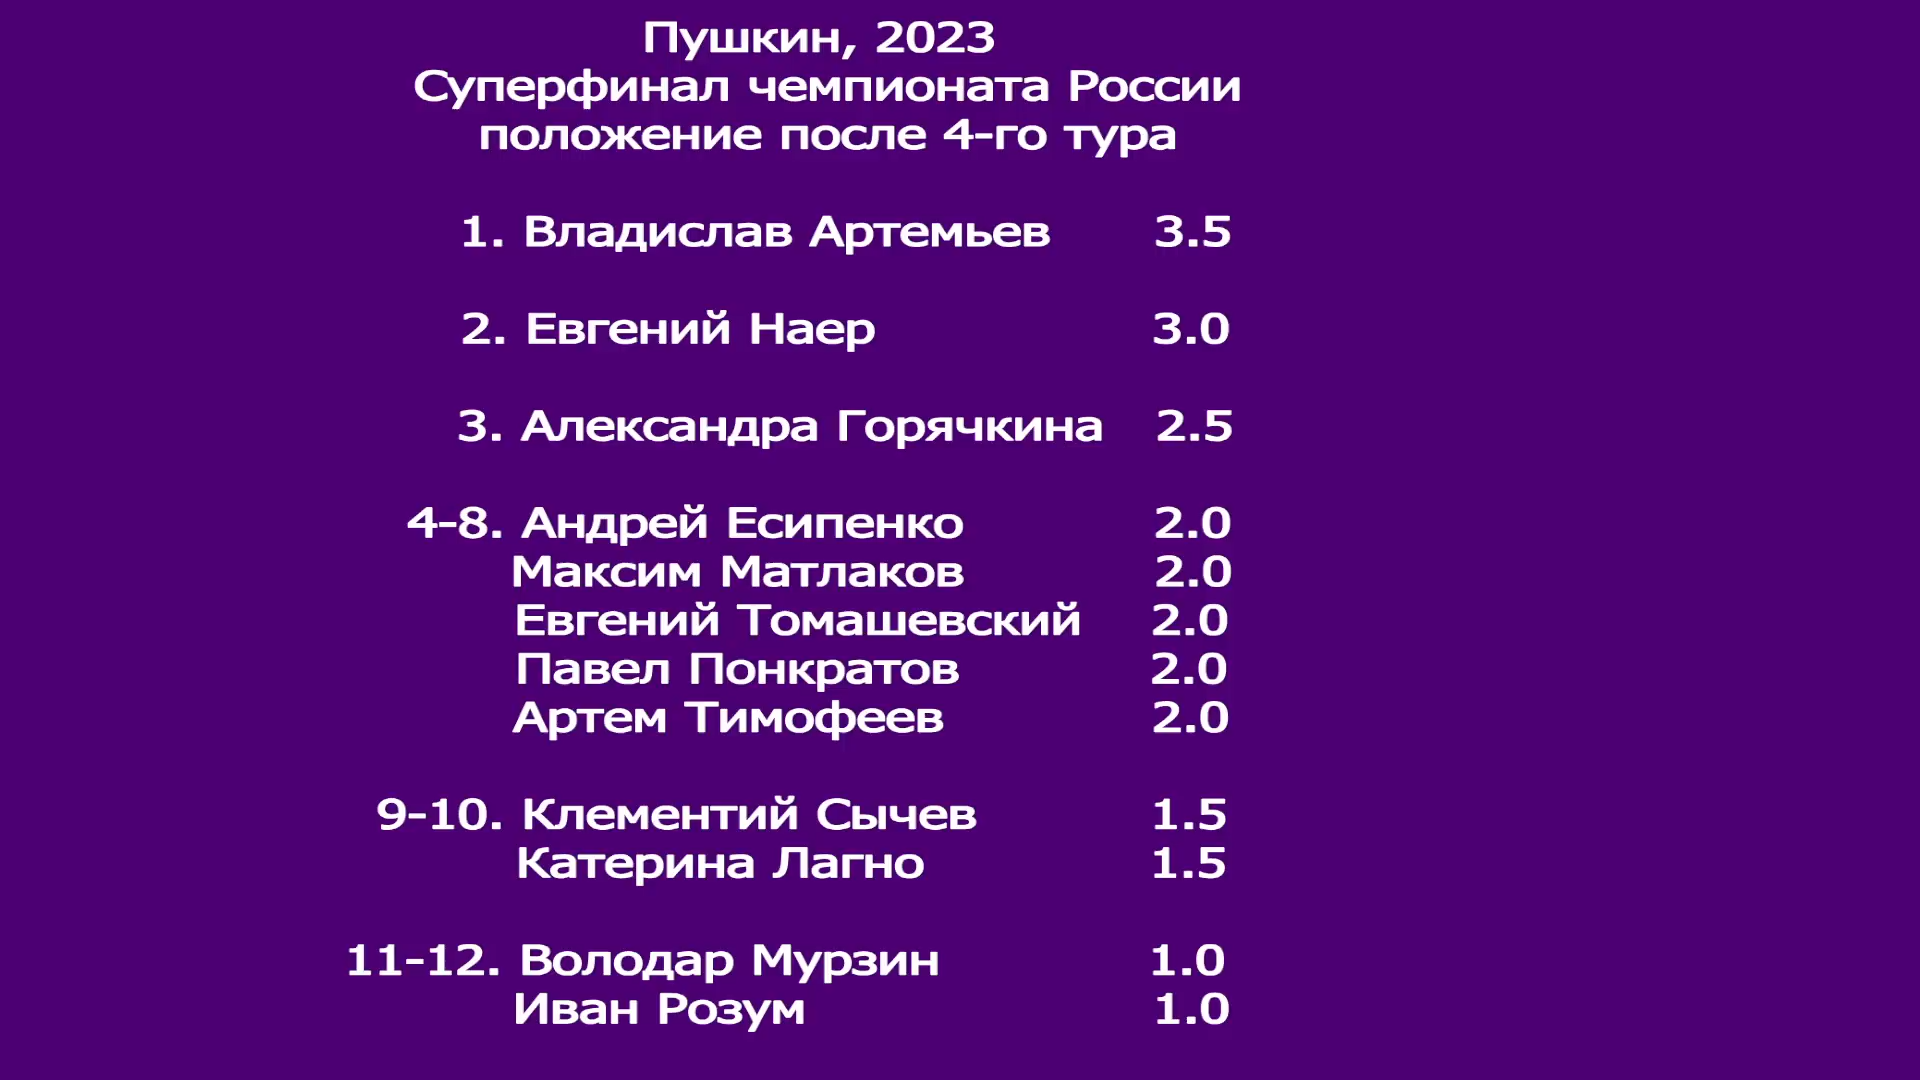 Пушкин, 2023
Суперфинал чемпионата России
положение после 4-го тура
1. Владислав Артемьев 3.5
2. Евгений Наер 3.0
3. Александра Горячкина 2.5
4-8. Андрей Есипенко 2.0
Максим Матлаков 2.0
Евгений Томашевский 2.0
Павел Понкратов 2.0
Артем Тимофеев 2.0
9-10. Клементий Сычев 1.5
Катерина Лагно 1.5
11-12. Володар Мурзин 1.0
Иван Розум 1.0